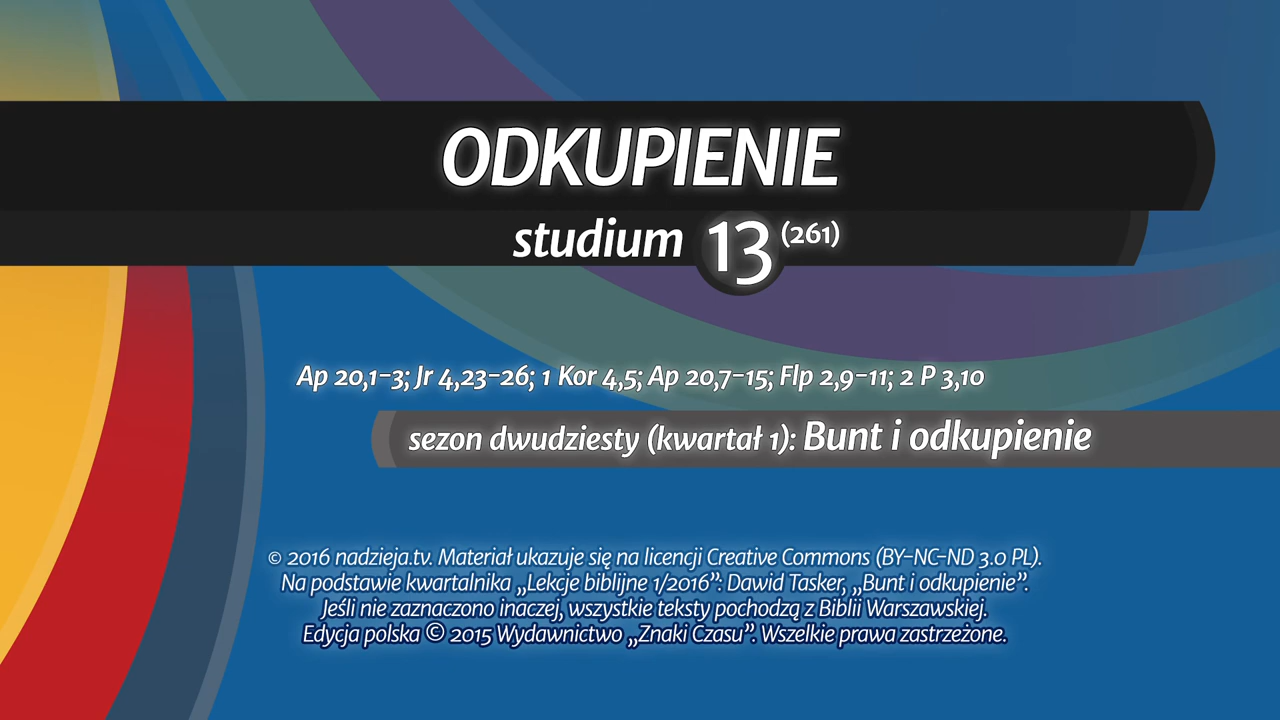 ODKUPIENIE
studium 13 (261)
Ap 20,1–3; Jr 4,23–26; 1 Kor 4,5; Ap 20,7–15; Flp 2,9–11; 2 P 3,10
sezon dwudziesty (kwartał 1): Bunt i odkupienie
© 2016 nadzieja.tv. Materiał ukazuje się na licencji Creative Commons (BY–NC–ND 3.0 PL).
Na podstawie kwartalnika „Lekcje biblijne 1/2016”: Dawid Tasker, „Bunt i odkupienie”.
Jeśli nie zaznaczono inaczej, wszystkie teksty pochodzą z Biblii Warszawskiej.
Edycja polska © 2015 Wydawnictwo „Znaki Czasu”. Wszelkie prawa zastrzeżone.